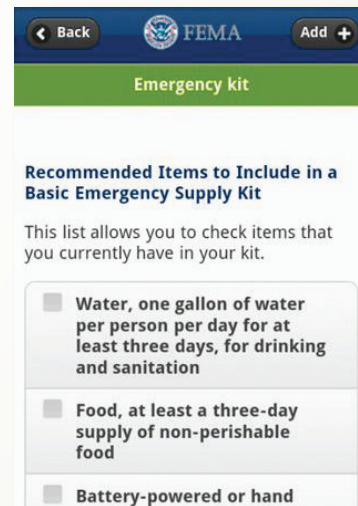 Back FEMA Add +
Emergency kit
Recommended Items to Include in a
Basic Emergency Supply Kit
This list allows you to check items that
you currently have in your kit.
Water, one gallon of water
per person per day for at
least three days, for drinking
and sanitation
Food, at least a three-day
supply of non-perishable
food
Battery-powered or hand